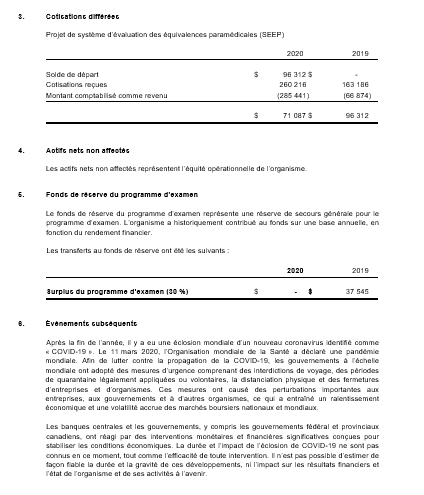 3. Cotisations différées
Projet de système d'évaluation des équivalences paramédicales (SEEP)
2020 2019
Solde de départ $ 96 312 $ -
Cotisations reçues 260 216 163 186
Montant comptabilisé comme revenu (285 441) (66 874)
$ 71 087 $ 96 312
4. Actifs nets non affectés
Les actifs nets non affectés représentent l'équité opérationnelle de l'organisme.
5. Fonds de réserve du programme d'examen
Le fonds de réserve du programme d'examen représente une réserve de secours générale pour le
programme d'examen. L'organisme a historiquement contribué au fonds sur une base annuelle, en
fonction du rendement financier.
Les transferts au fonds de réserve ont été les suivants :
2020 2019
Surplus du programme d'examen (30 %) $ - $ 37 545
6. Évènements subséquents
Après la fin de l'année, il y a eu une éclosion mondiale d'un nouveau coronavirus identifié comme
« COVID-19 ». Le 11 mars 2020, l'Organisation mondiale de la Santé a déclaré une pandémie
mondiale. Afin de lutter contre la propagation de la COVID-19, les gouvernements à l'échelle
mondiale ont adopté des mesures d'urgence comprenant des interdictions de voyage, des périodes
de quarantaine légalement appliquées ou volontaires, la distanciation physique et des fermetures
d'entreprises et d'organismes. Ces mesures ont causé des perturbations importantes aux
entreprises, aux gouvernements et à d'autres organismes, ce qui a entraîné un ralentissement
économique et une volatilité accrue des marchés boursiers nationaux et mondiaux.
Les banques centrales et les gouvernements, y compris les gouvernements fédéral et provinciaux
canadiens, ont réagi par des interventions monétaires et financières significatives conçues pour
stabiliser les conditions économiques. La durée et l'impact de l'éclosion de COVID-19 ne sont pas
connus en ce moment, tout comme l'efficacité de toute intervention. Il n'est pas possible d'estimer de
façon fiable la durée et la gravité de ces développements, ni l'impact sur les résultats financiers et
l'état de l'organisme et de ses activités à l'avenir.